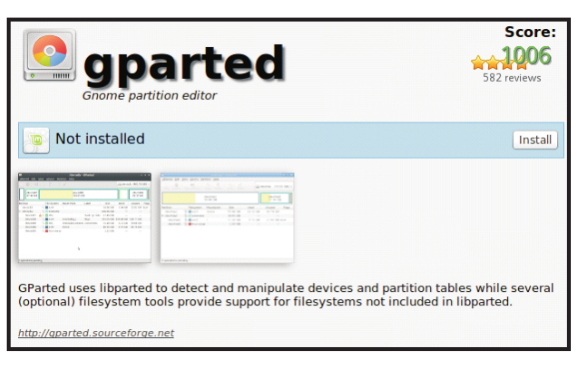 Score:
gparted
1006
582 reviews
Gnome partition editor
Not installed
Install
GParted uses libparted to detect and manipulate devices and partition tables while several
(optional) filesystem tools provide support for filesystems not included in libparted.
http://gparted.sourceforge.net